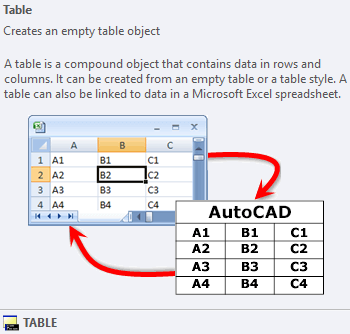 Table
Creates an empty table object
A table is a compound object that contains data in rows and
columns. It can be created from an empty table or a table style. A
table can also be linked to data in a Microsoft Excel spreadsheet.
A B C
1 A1 B1 C1
2 A2 B2 C2
3 A3 B3 C3
4 A4 B4 C4
AutoCAD
A1 B1 C1
A2 B2 C2
A3 B3 C3
A4 B4 C4
TABLE